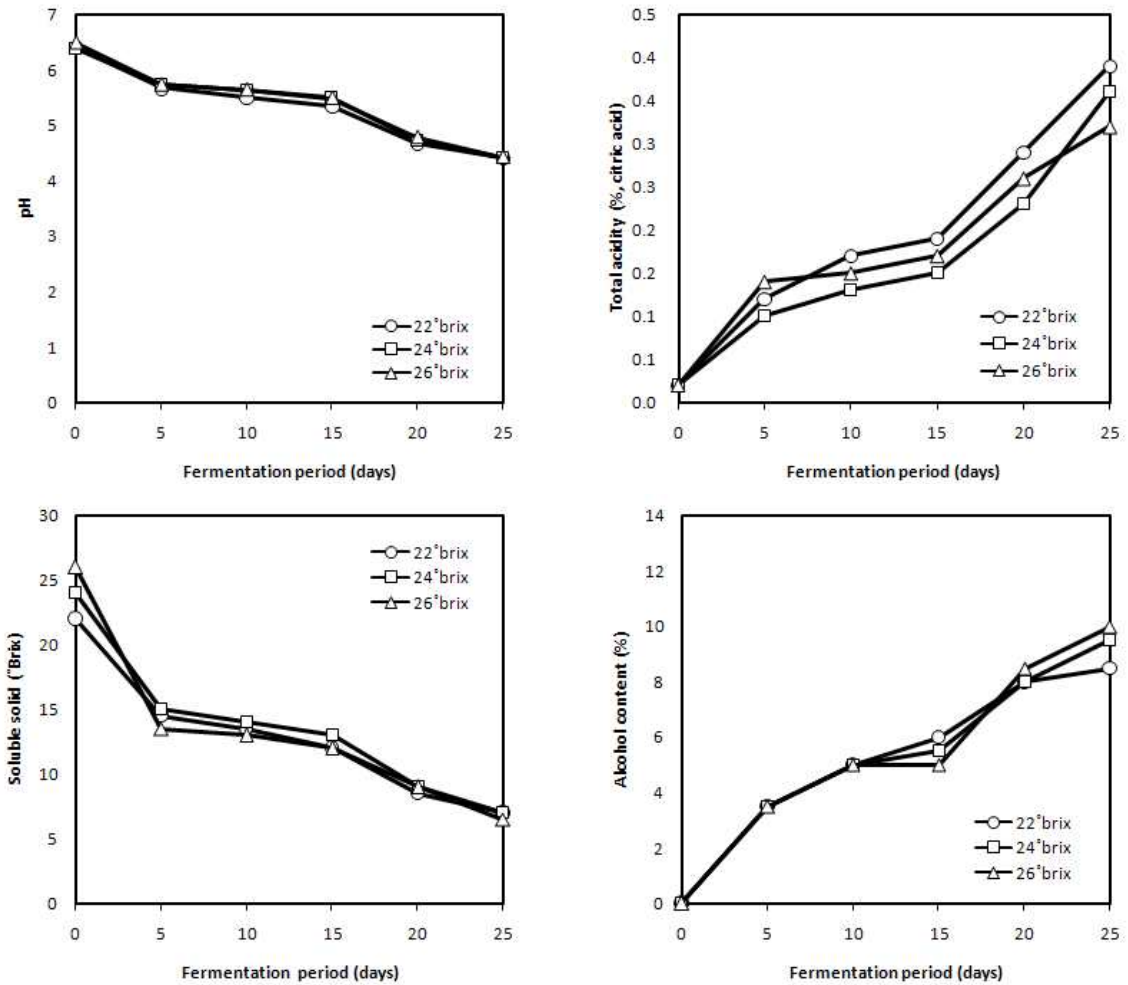 7
6
5
4
3
2
1
0
pH
22°brix
24°brix
26°brix
0 5 10 15 20 25
Fermentation period (days)
0.5
0.4
0.4
0.3
0.3
0.2
0.2
0.1
0.1
0.0
Total acidity (%, citric acid)
22°brix
24°brix
26°brix
0 5 10 15 20 25
Fermentation period (days)
30
25
20
15
10
5
0
Soluble solid (°Brix)
22°brix
24°brix
26°brix
0 5 10 15 20 25
Fermentation period (days)
14
12
10
8
6
4
2
0
Alcohol content (%)
22°brix
24°brix
26°brix
0 5 10 15 20 25
Fermentation period (days)